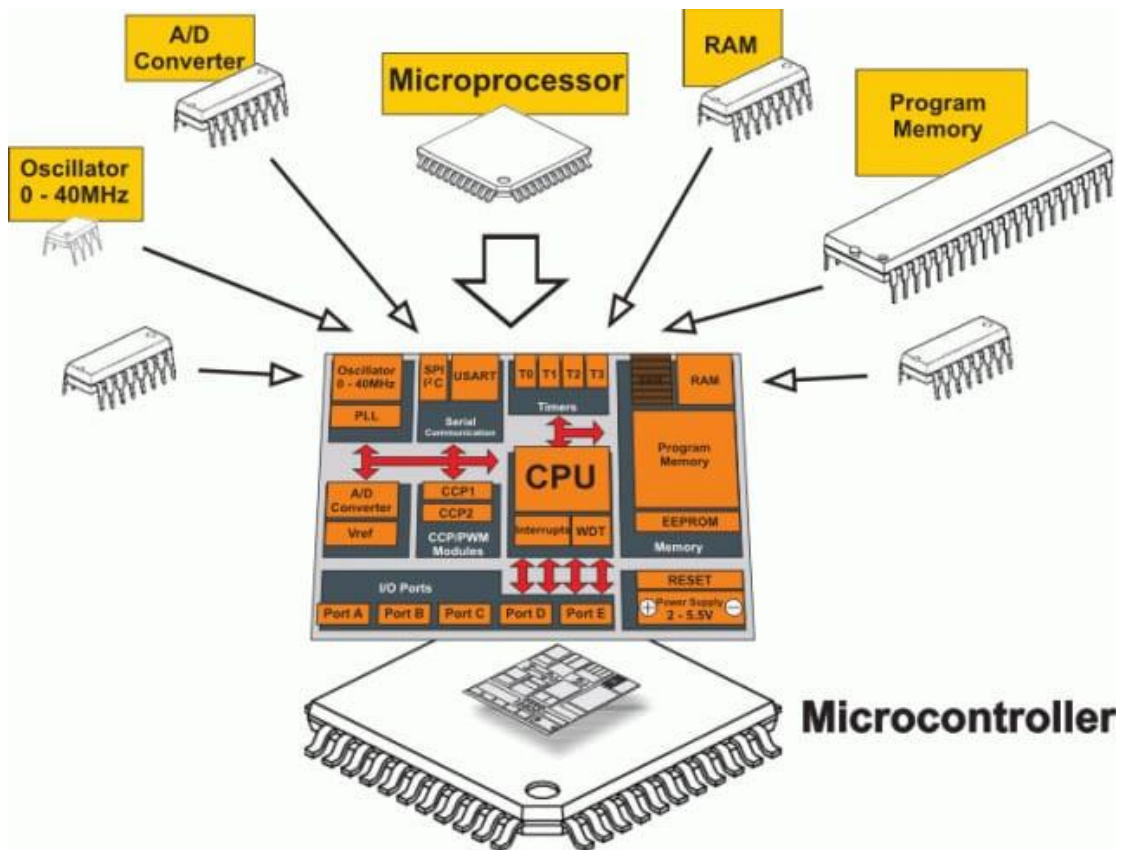 A/D
Converter
Microprocessor
RAM
Program
Memory
Oscillator
0 - 40MHz
Oscillator
0 - 40MHz
PLL
SPI
I²C
USART
Serial
Communication
T0 T1 T2 T3
Timers
RAM
Program
Memory
EEPROM
Memory
A/D
Converter
Vref
CCP1
CCP2
CCP/PWM
Modules
CPU
Interrupts
WDT
I/O Ports
Port A Port B Port C Port D Port E
RESET
+ Power Supply −
2 - 5.5V
Microcontroller